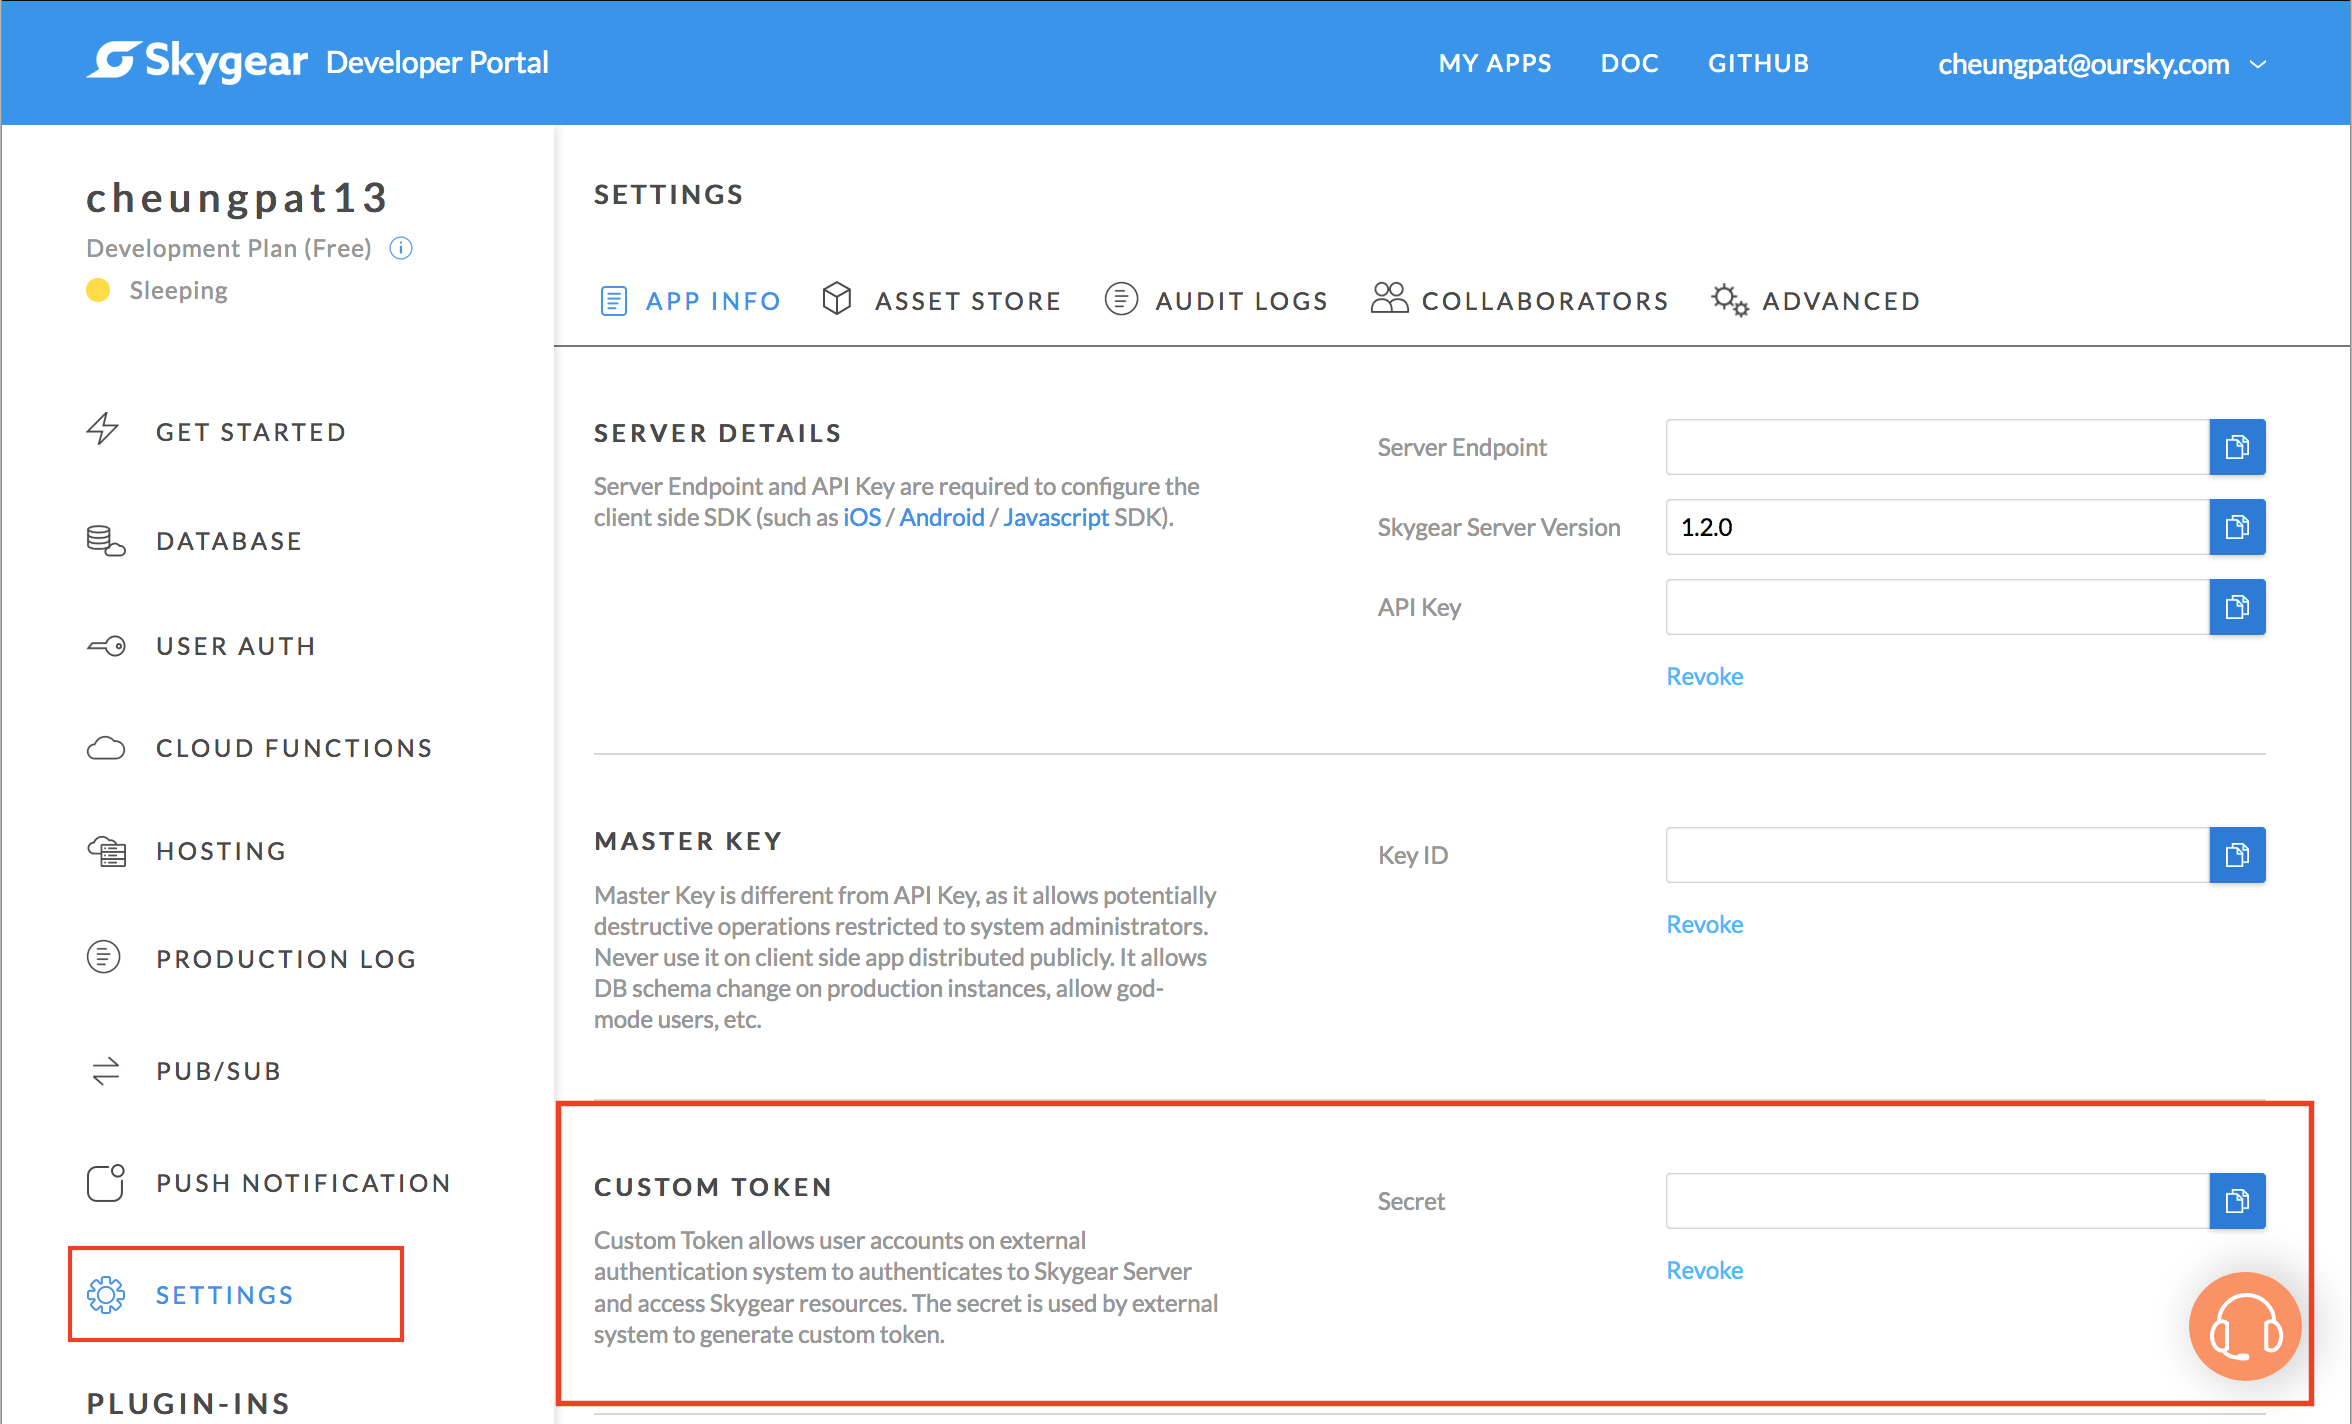 Skygear Developer Portal
MY APPS
DOC
GITHUB
cheungpat@oursky.com
cheungpat13
Development Plan (Free)
Sleeping
GET STARTED
DATABASE
USER AUTH
CLOUD FUNCTIONS
HOSTING
PRODUCTION LOG
PUB/SUB
PUSH NOTIFICATION
SETTINGS
PLUGIN-INS
SETTINGS
APP INFO
ASSET STORE
AUDIT LOGS
COLLABORATORS
ADVANCED
SERVER DETAILS
Server Endpoint and API Key are required to configure the
client side SDK (such as iOS / Android / Javascript SDK).
Server Endpoint
Skygear Server Version
1.2.0
API Key
Revoke
MASTER KEY
Master Key is different from API Key, as it allows potentially
destructive operations restricted to system administrators.
Never use it on client side app distributed publicly. It allows
DB schema change on production instances, allow god-
mode users, etc.
Key ID
Revoke
CUSTOM TOKEN
Custom Token allows user accounts on external
authentication system to authenticates to Skygear Server
and access Skygear resources. The secret is used by external
system to generate custom token.
Secret
Revoke